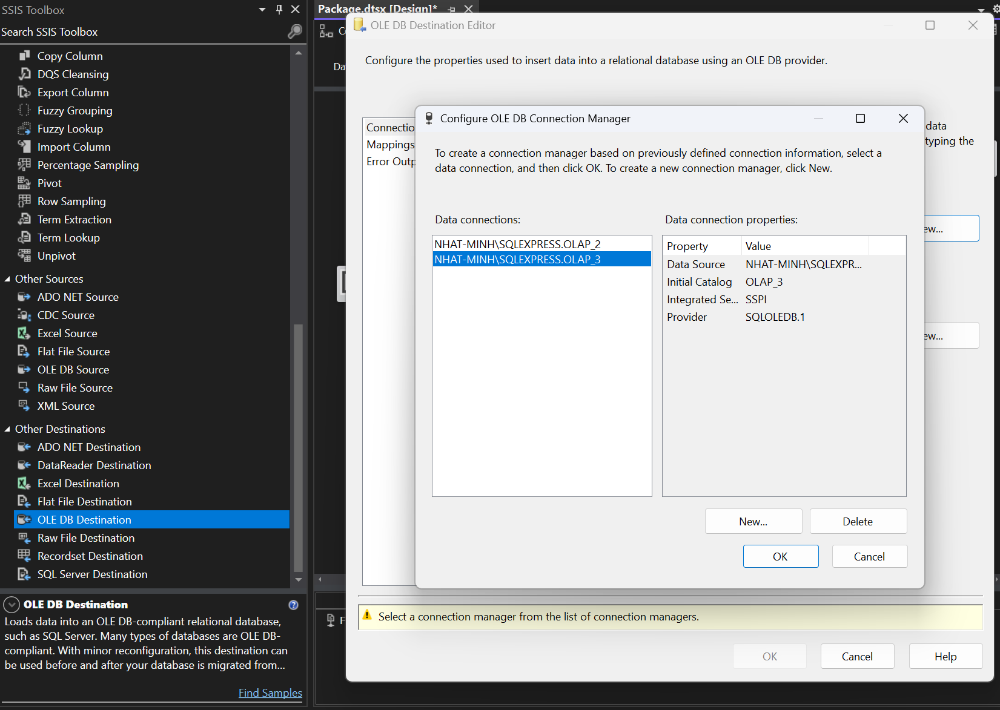 SSIS Toolbox
Search SSIS Toolbox
Copy Column
DQS Cleansing
Export Column
Fuzzy Grouping
Fuzzy Lookup
Import Column
Percentage Sampling
Pivot
Row Sampling
Term Extraction
Term Lookup
Unpivot
Other Sources
ADO NET Source
CDC Source
Excel Source
Flat File Source
OLE DB Source
Raw File Source
XML Source
Other Destinations
ADO NET Destination
DataReader Destination
Excel Destination
Flat File Destination
OLE DB Destination
Raw File Destination
Recordset Destination
SQL Server Destination
OLE DB Destination
Loads data into an OLE DB-compliant relational database,
such as SQL Server. Many types of databases are OLE DB-
compliant. With minor reconfiguration, this destination can
be used before and after your database is migrated from...
Find Samples
Package.dtsx [Design]*
C
Da
F
OLE DB Destination Editor
Configure the properties used to insert data into a relational database using an OLE DB provider.
Connectio
Mappings
Error Outp
data
typing the
ew...
ew...
Configure OLE DB Connection Manager
To create a connection manager based on previously defined connection information, select a
data connection, and then click OK. To create a new connection manager, click New.
Data connections:
NHAT-MINH\SQLEXPRESS.OLAP_2
NHAT-MINH\SQLEXPRESS.OLAP_3
Data connection properties:
Property Value
Data Source NHAT-MINH\SQLEXPR...
Initial Catalog OLAP_3
Integrated Se... SSPI
Provider SQLOLEDB.1
New... Delete
OK Cancel
Select a connection manager from the list of connection managers.
OK Cancel Help